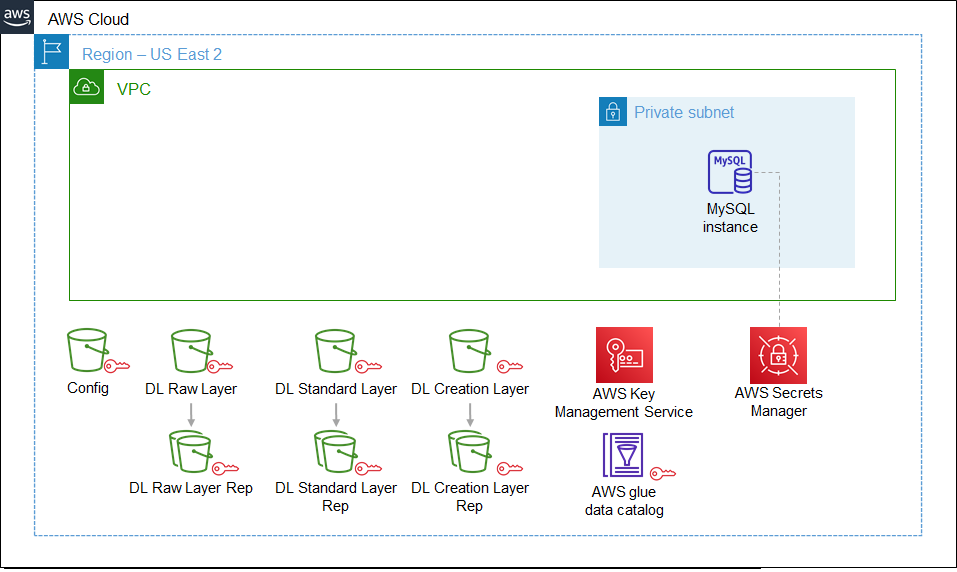 aws
AWS Cloud
Region – US East 2
VPC
Private subnet
MySQL
MySQL
instance
Config
DL Raw Layer
DL Standard Layer
DL Creation Layer
AWS Key
Management Service
AWS Secrets
Manager
DL Raw Layer Rep
DL Standard Layer
Rep
DL Creation Layer
Rep
AWS glue
data catalog